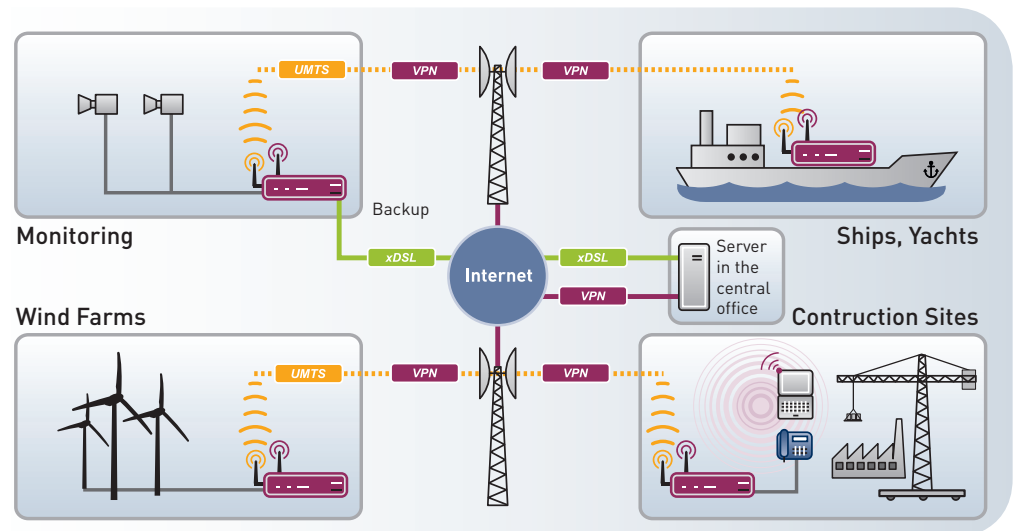 UMTS
VPN
VPN
Backup
Monitoring
Ships, Yachts
xDSL
Internet
xDSL
VPN
Server
in the
central
office
Wind Farms
Contruction Sites
UMTS
VPN
VPN